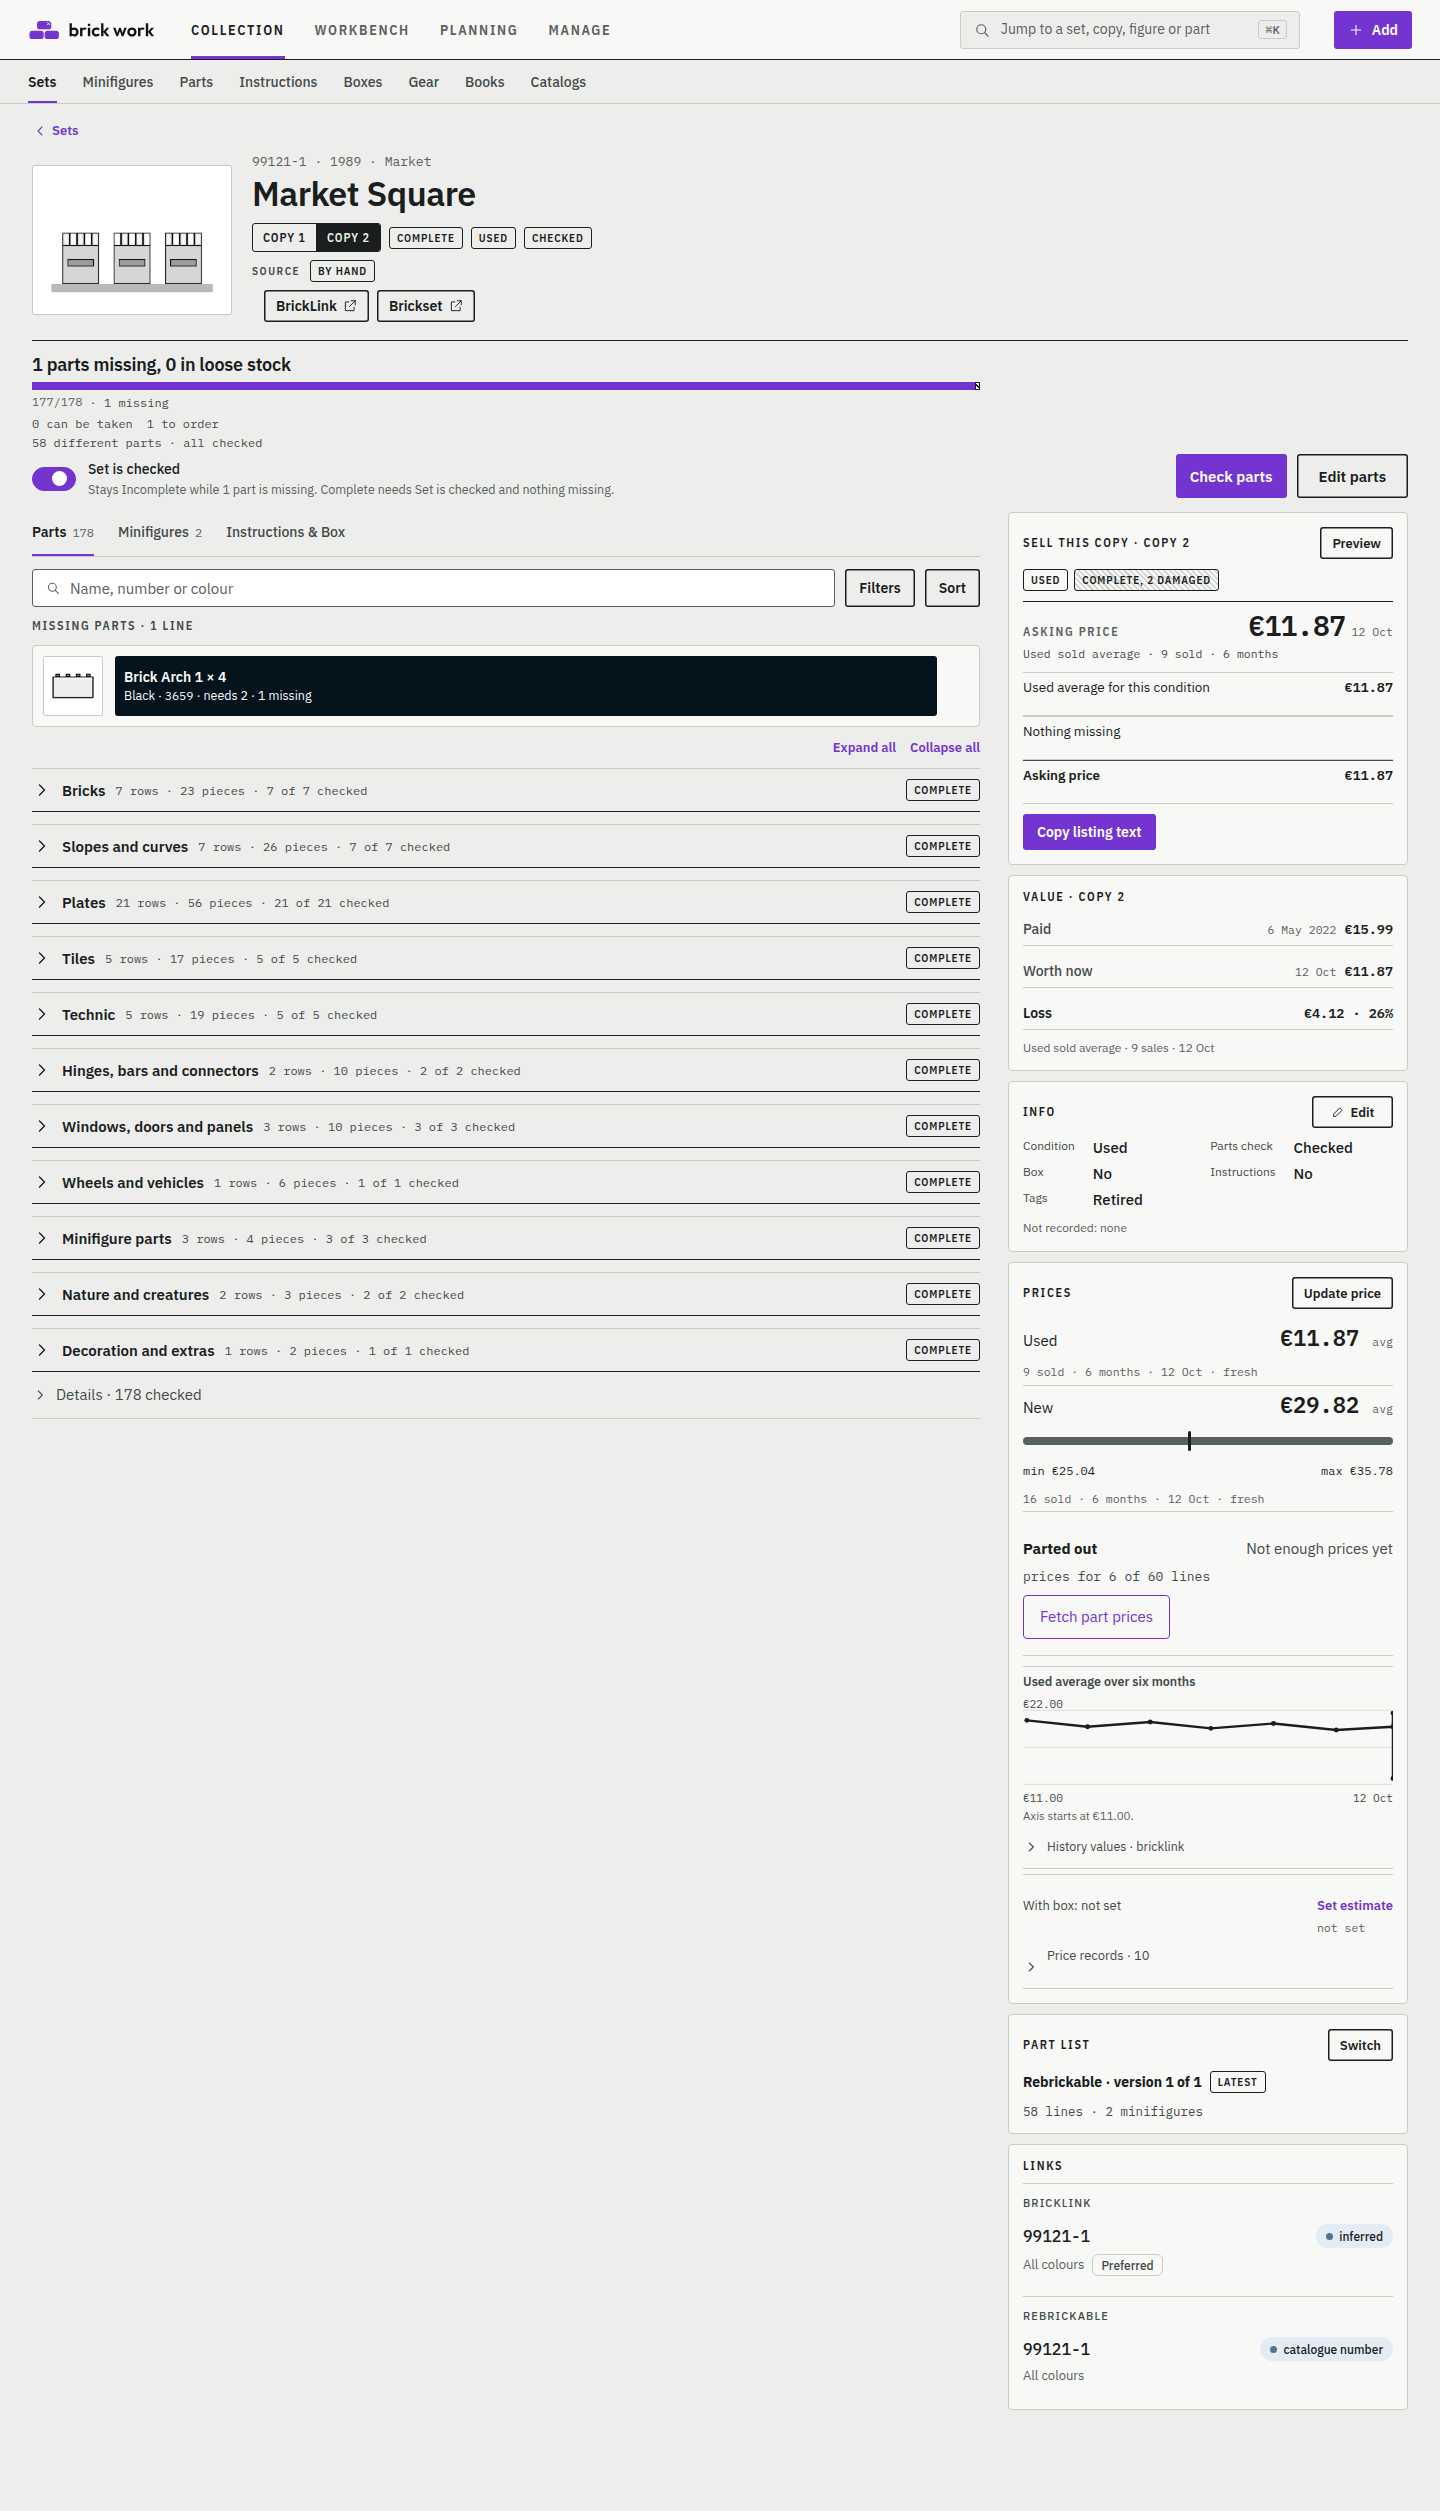 brick work
COLLECTION WORKBENCH PLANNING MANAGE
Jump to a set, copy, figure or part ⌘K
Add
Sets Minifigures Parts Instructions Boxes Gear Books Catalogs
Sets
99121-1 · 1989 · Market
Market Square
COPY 1 COPY 2 COMPLETE USED CHECKED
SOURCE BY HAND
BrickLink Brickset
1 parts missing, 0 in loose stock
177/178 · 1 missing
0 can be taken 1 to order
58 different parts · all checked
Set is checked
Stays Incomplete while 1 part is missing. Complete needs Set is checked and nothing missing.
Check parts Edit parts
Parts 178 Minifigures 2 Instructions & Box
Name, number or colour
Filters Sort
MISSING PARTS · 1 LINE
Brick Arch 1 × 4
Black · 3659 · needs 2 · 1 missing
Expand all Collapse all
Bricks 7 rows · 23 pieces · 7 of 7 checked COMPLETE
Slopes and curves 7 rows · 26 pieces · 7 of 7 checked COMPLETE
Plates 21 rows · 56 pieces · 21 of 21 checked COMPLETE
Tiles 5 rows · 17 pieces · 5 of 5 checked COMPLETE
Technic 5 rows · 19 pieces · 5 of 5 checked COMPLETE
Hinges, bars and connectors 2 rows · 10 pieces · 2 of 2 checked COMPLETE
Windows, doors and panels 3 rows · 10 pieces · 3 of 3 checked COMPLETE
Wheels and vehicles 1 rows · 6 pieces · 1 of 1 checked COMPLETE
Minifigure parts 3 rows · 4 pieces · 3 of 3 checked COMPLETE
Nature and creatures 2 rows · 3 pieces · 2 of 2 checked COMPLETE
Decoration and extras 1 rows · 2 pieces · 1 of 1 checked COMPLETE
Details · 178 checked
SELL THIS COPY · COPY 2 Preview
USED COMPLETE, 2 DAMAGED
ASKING PRICE €11.87 12 Oct
Used sold average · 9 sold · 6 months
Used average for this condition €11.87
Nothing missing
Asking price €11.87
Copy listing text
VALUE · COPY 2
Paid 6 May 2022 €15.99
Worth now 12 Oct €11.87
Loss €4.12 · 26%
Used sold average · 9 sales · 12 Oct
INFO Edit
Condition Used Parts check Checked
Box No Instructions No
Tags Retired
Not recorded: none
PRICES Update price
Used €11.87 avg
9 sold · 6 months · 12 Oct · fresh
New €29.82 avg
min €25.04 max €35.78
16 sold · 6 months · 12 Oct · fresh
Parted out Not enough prices yet
prices for 6 of 60 lines
Fetch part prices
Used average over six months
€22.00
€11.00 12 Oct
Axis starts at €11.00.
History values · bricklink
With box: not set Set estimate
not set
Price records · 10
PART LIST Switch
Rebrickable · version 1 of 1 LATEST
58 lines · 2 minifigures
LINKS
BRICKLINK
99121-1 inferred
All colours Preferred
REBRICKABLE
99121-1 catalogue number
All colours